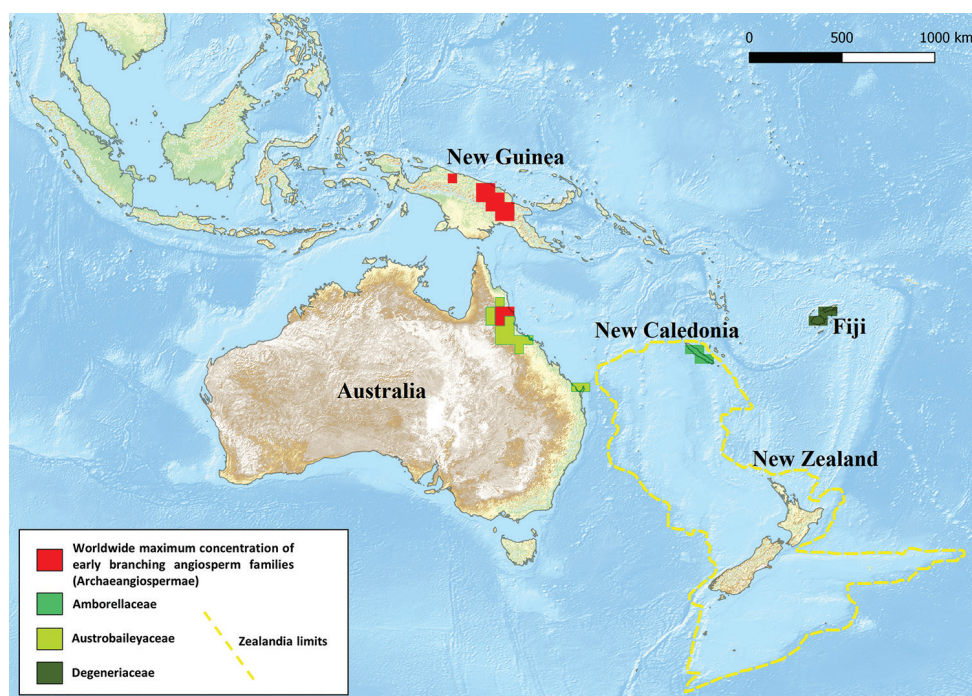 0 500 1000 km
New Guinea
New Caledonia
Fiji
Australia
New Zealand
Worldwide maximum concentration of
early branching angiosperm families
(Archaeangiospermae)
Amborellaceae
Austrobaileyaceae
Zealandia limits
Degeneriaceae